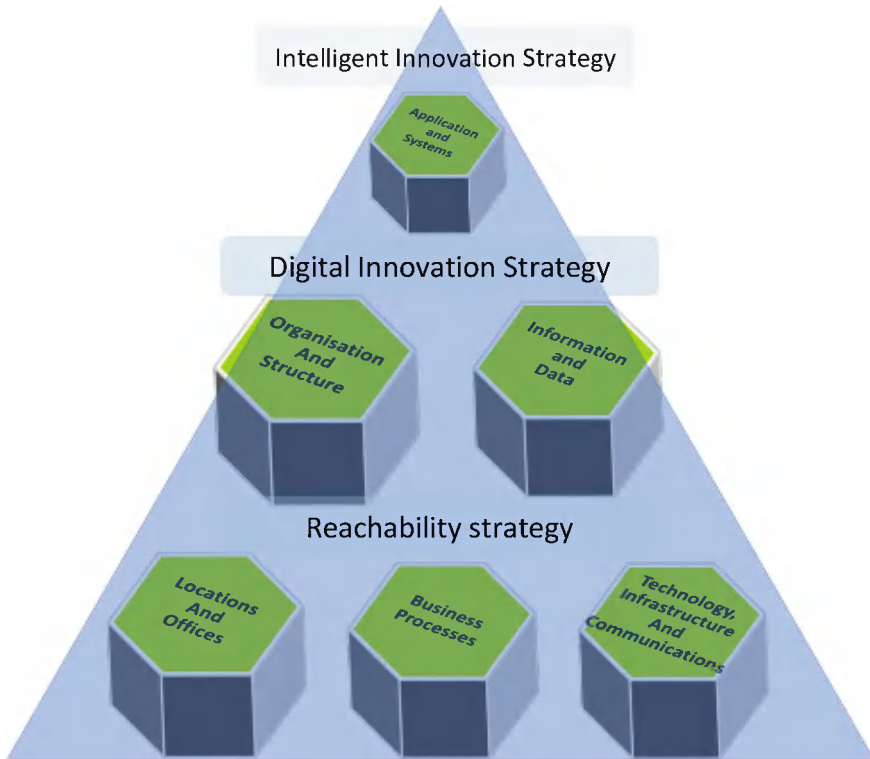 Intelligent Innovation Strategy
Application
and
Systems
Digital Innovation Strategy
Organisation
And
Structure
Information
and
Data
Reachability strategy
Locations
And
Offices
Business
Processes
Technology,
Infrastructure
And
Communications